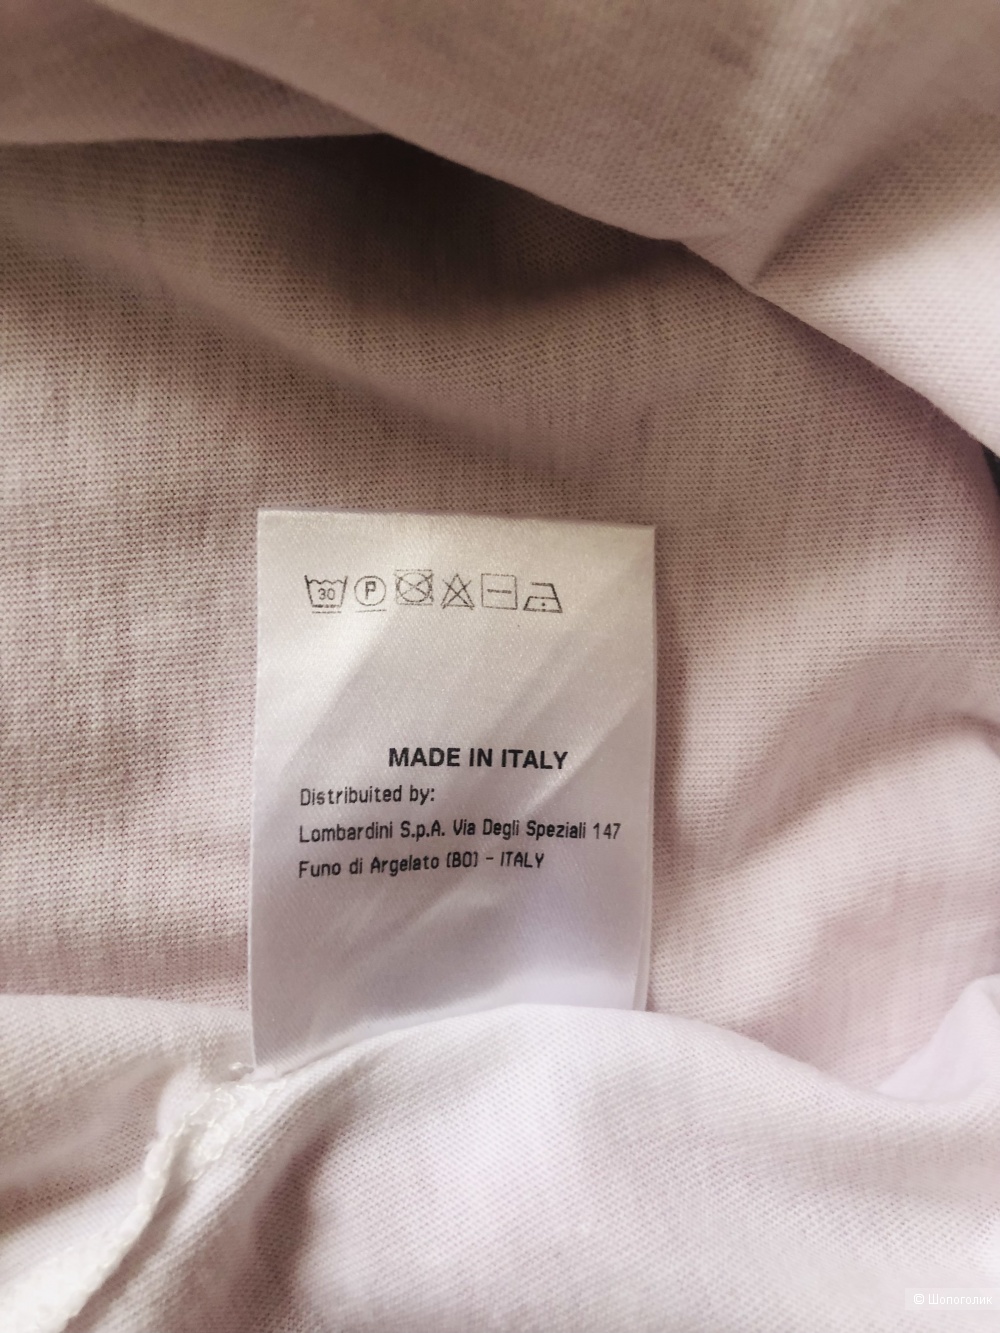 30 P
MADE IN ITALY
Distribuited by:
Lombardini S.p.A. Via Degli Speziali 147
Funo di Argelato (BO) - ITALY
© Шопоголик